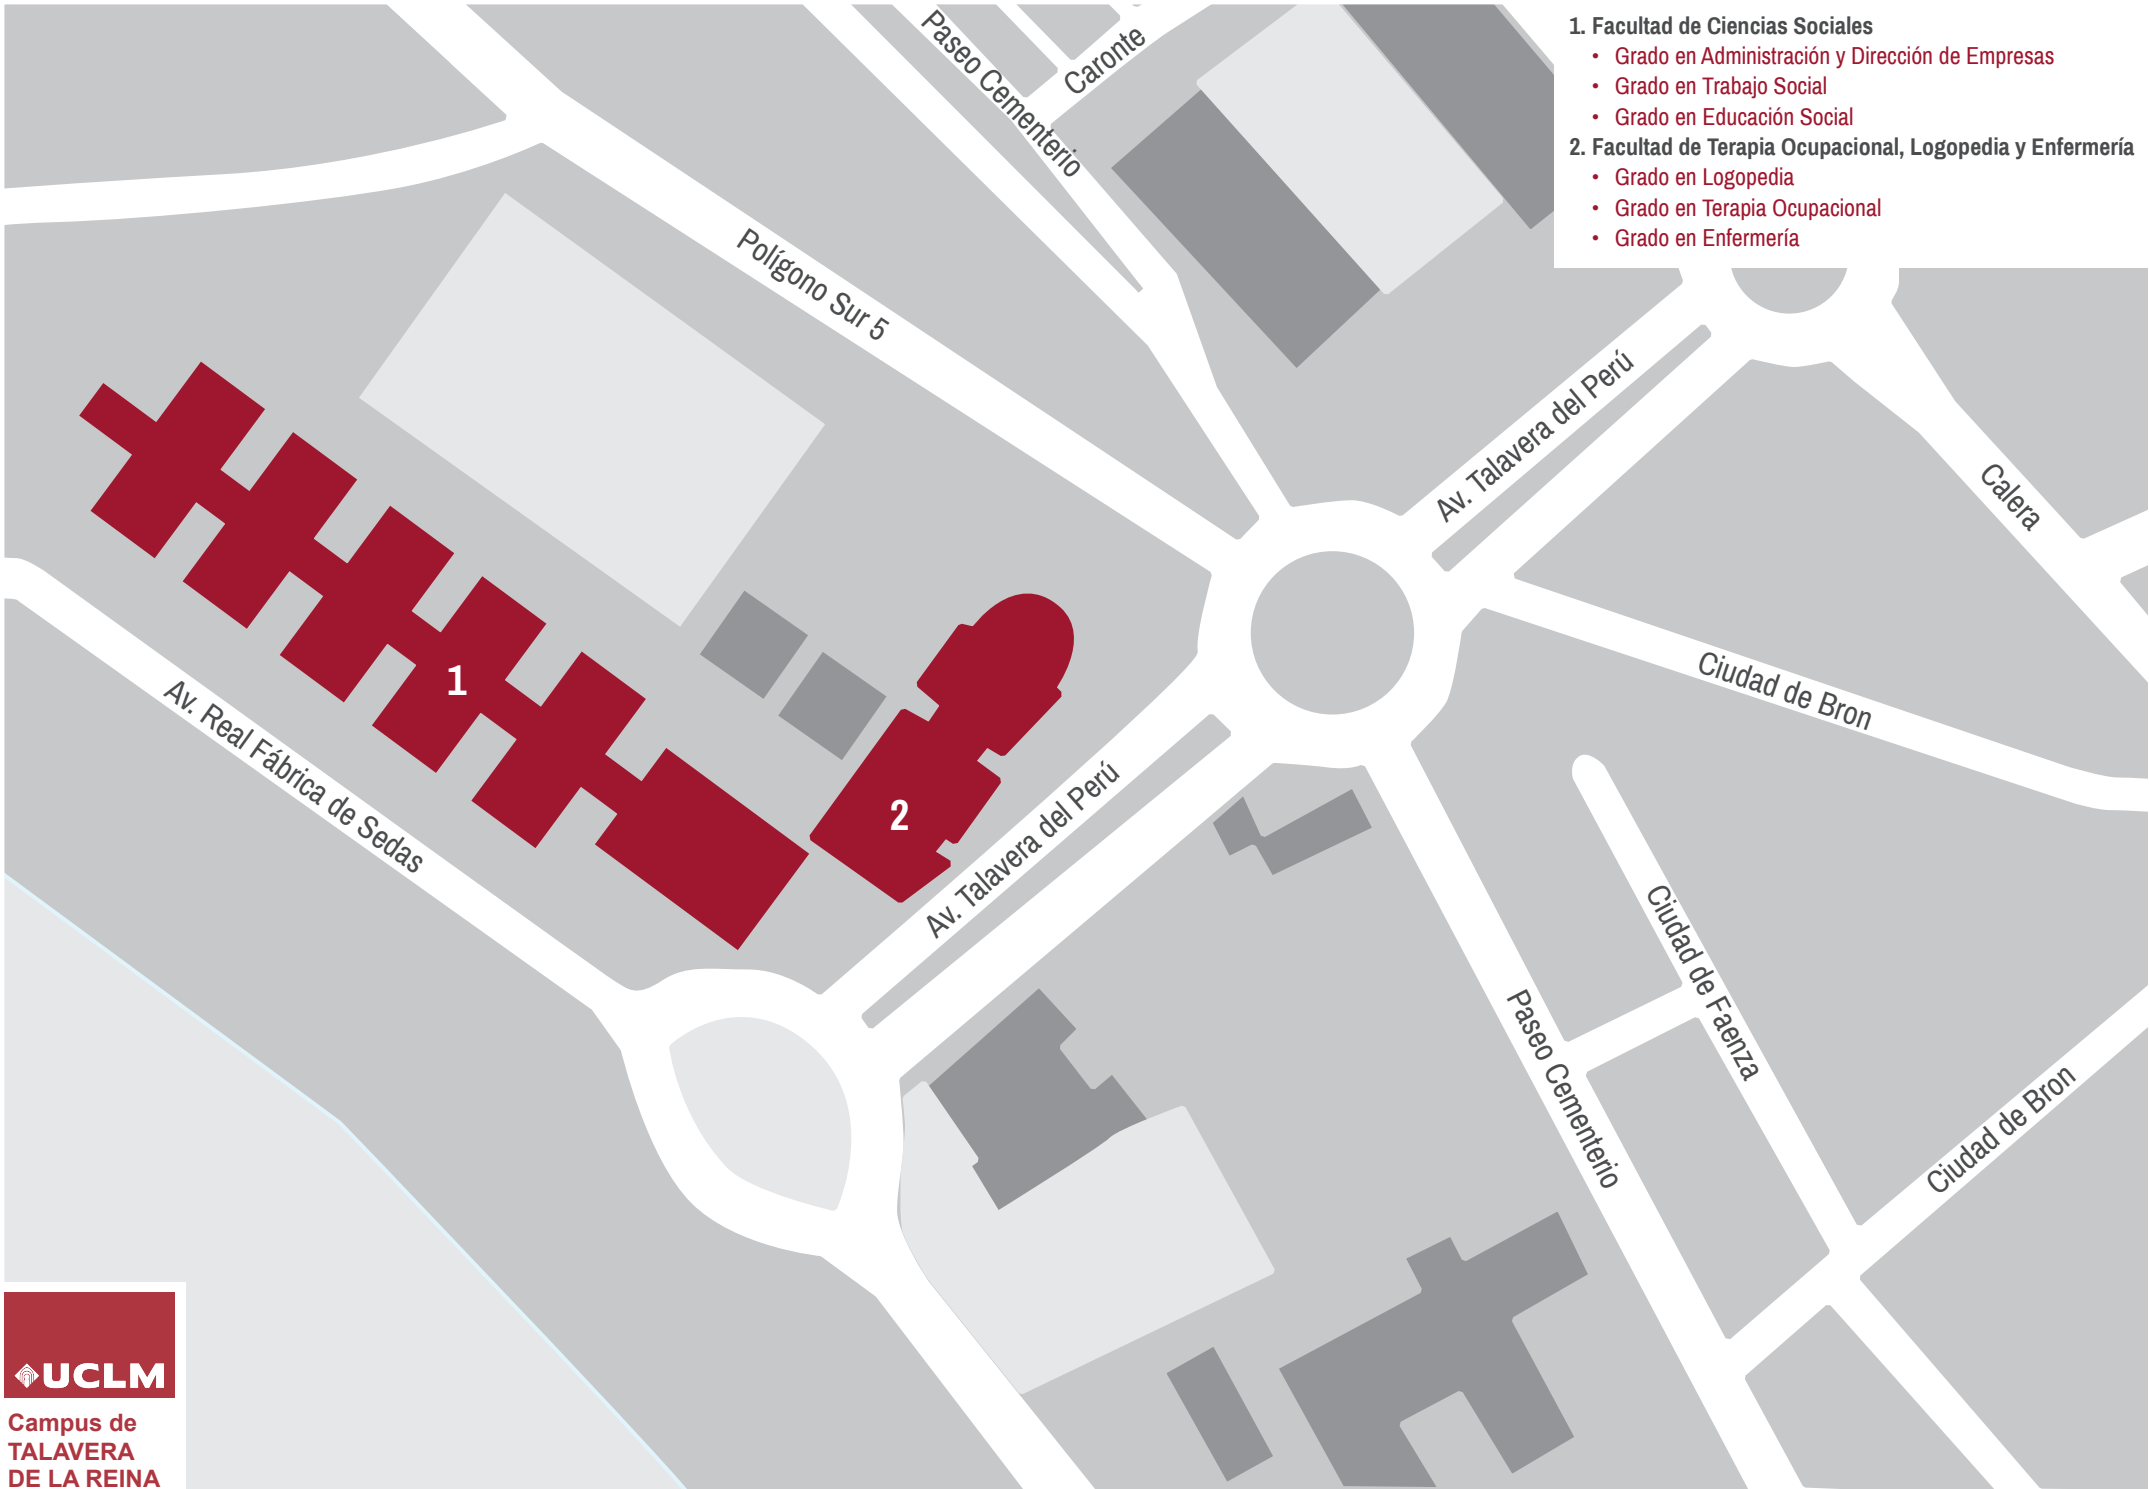 1. Facultad de Ciencias Sociales
• Grado en Administración y Dirección de Empresas
• Grado en Trabajo Social
• Grado en Educación Social
2. Facultad de Terapia Ocupacional, Logopedia y Enfermería
• Grado en Logopedia
• Grado en Terapia Ocupacional
• Grado en Enfermería
Paseo Cementerio
Caronte
Polígono Sur 5
Av. Talavera del Perú
Calera
Ciudad de Bron
1
Av. Real Fábrica de Sedas
2
Av. Talavera del Perú
Ciudad de Faenza
Paseo Cementerio
Ciudad de Bron
UCLM
Campus de
TALAVERA
DE LA REINA